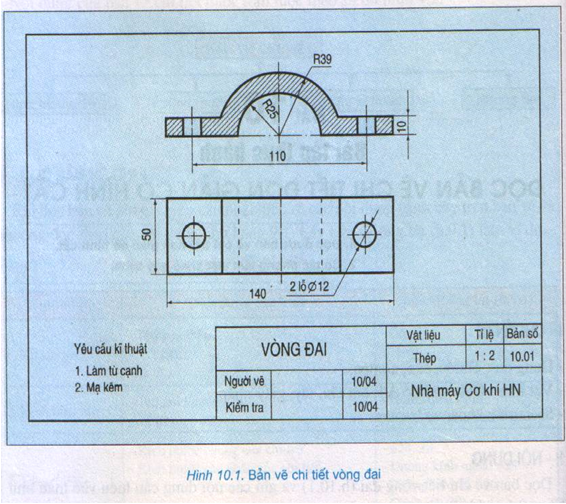 R39
R25
10
110
50
140
2 lỗ Ø 12
Yêu cầu kĩ thuật
1. Làm tù cạnh
2. Mạ kẽm
VÒNG ĐAI
Vật liệu Tỉ lệ Bản số
Thép 1 : 2 10.01
Người vẽ 10/04
Kiểm tra 10/04
Nhà máy Cơ khí HN
Hình 10.1. Bản vẽ chi tiết vòng đai